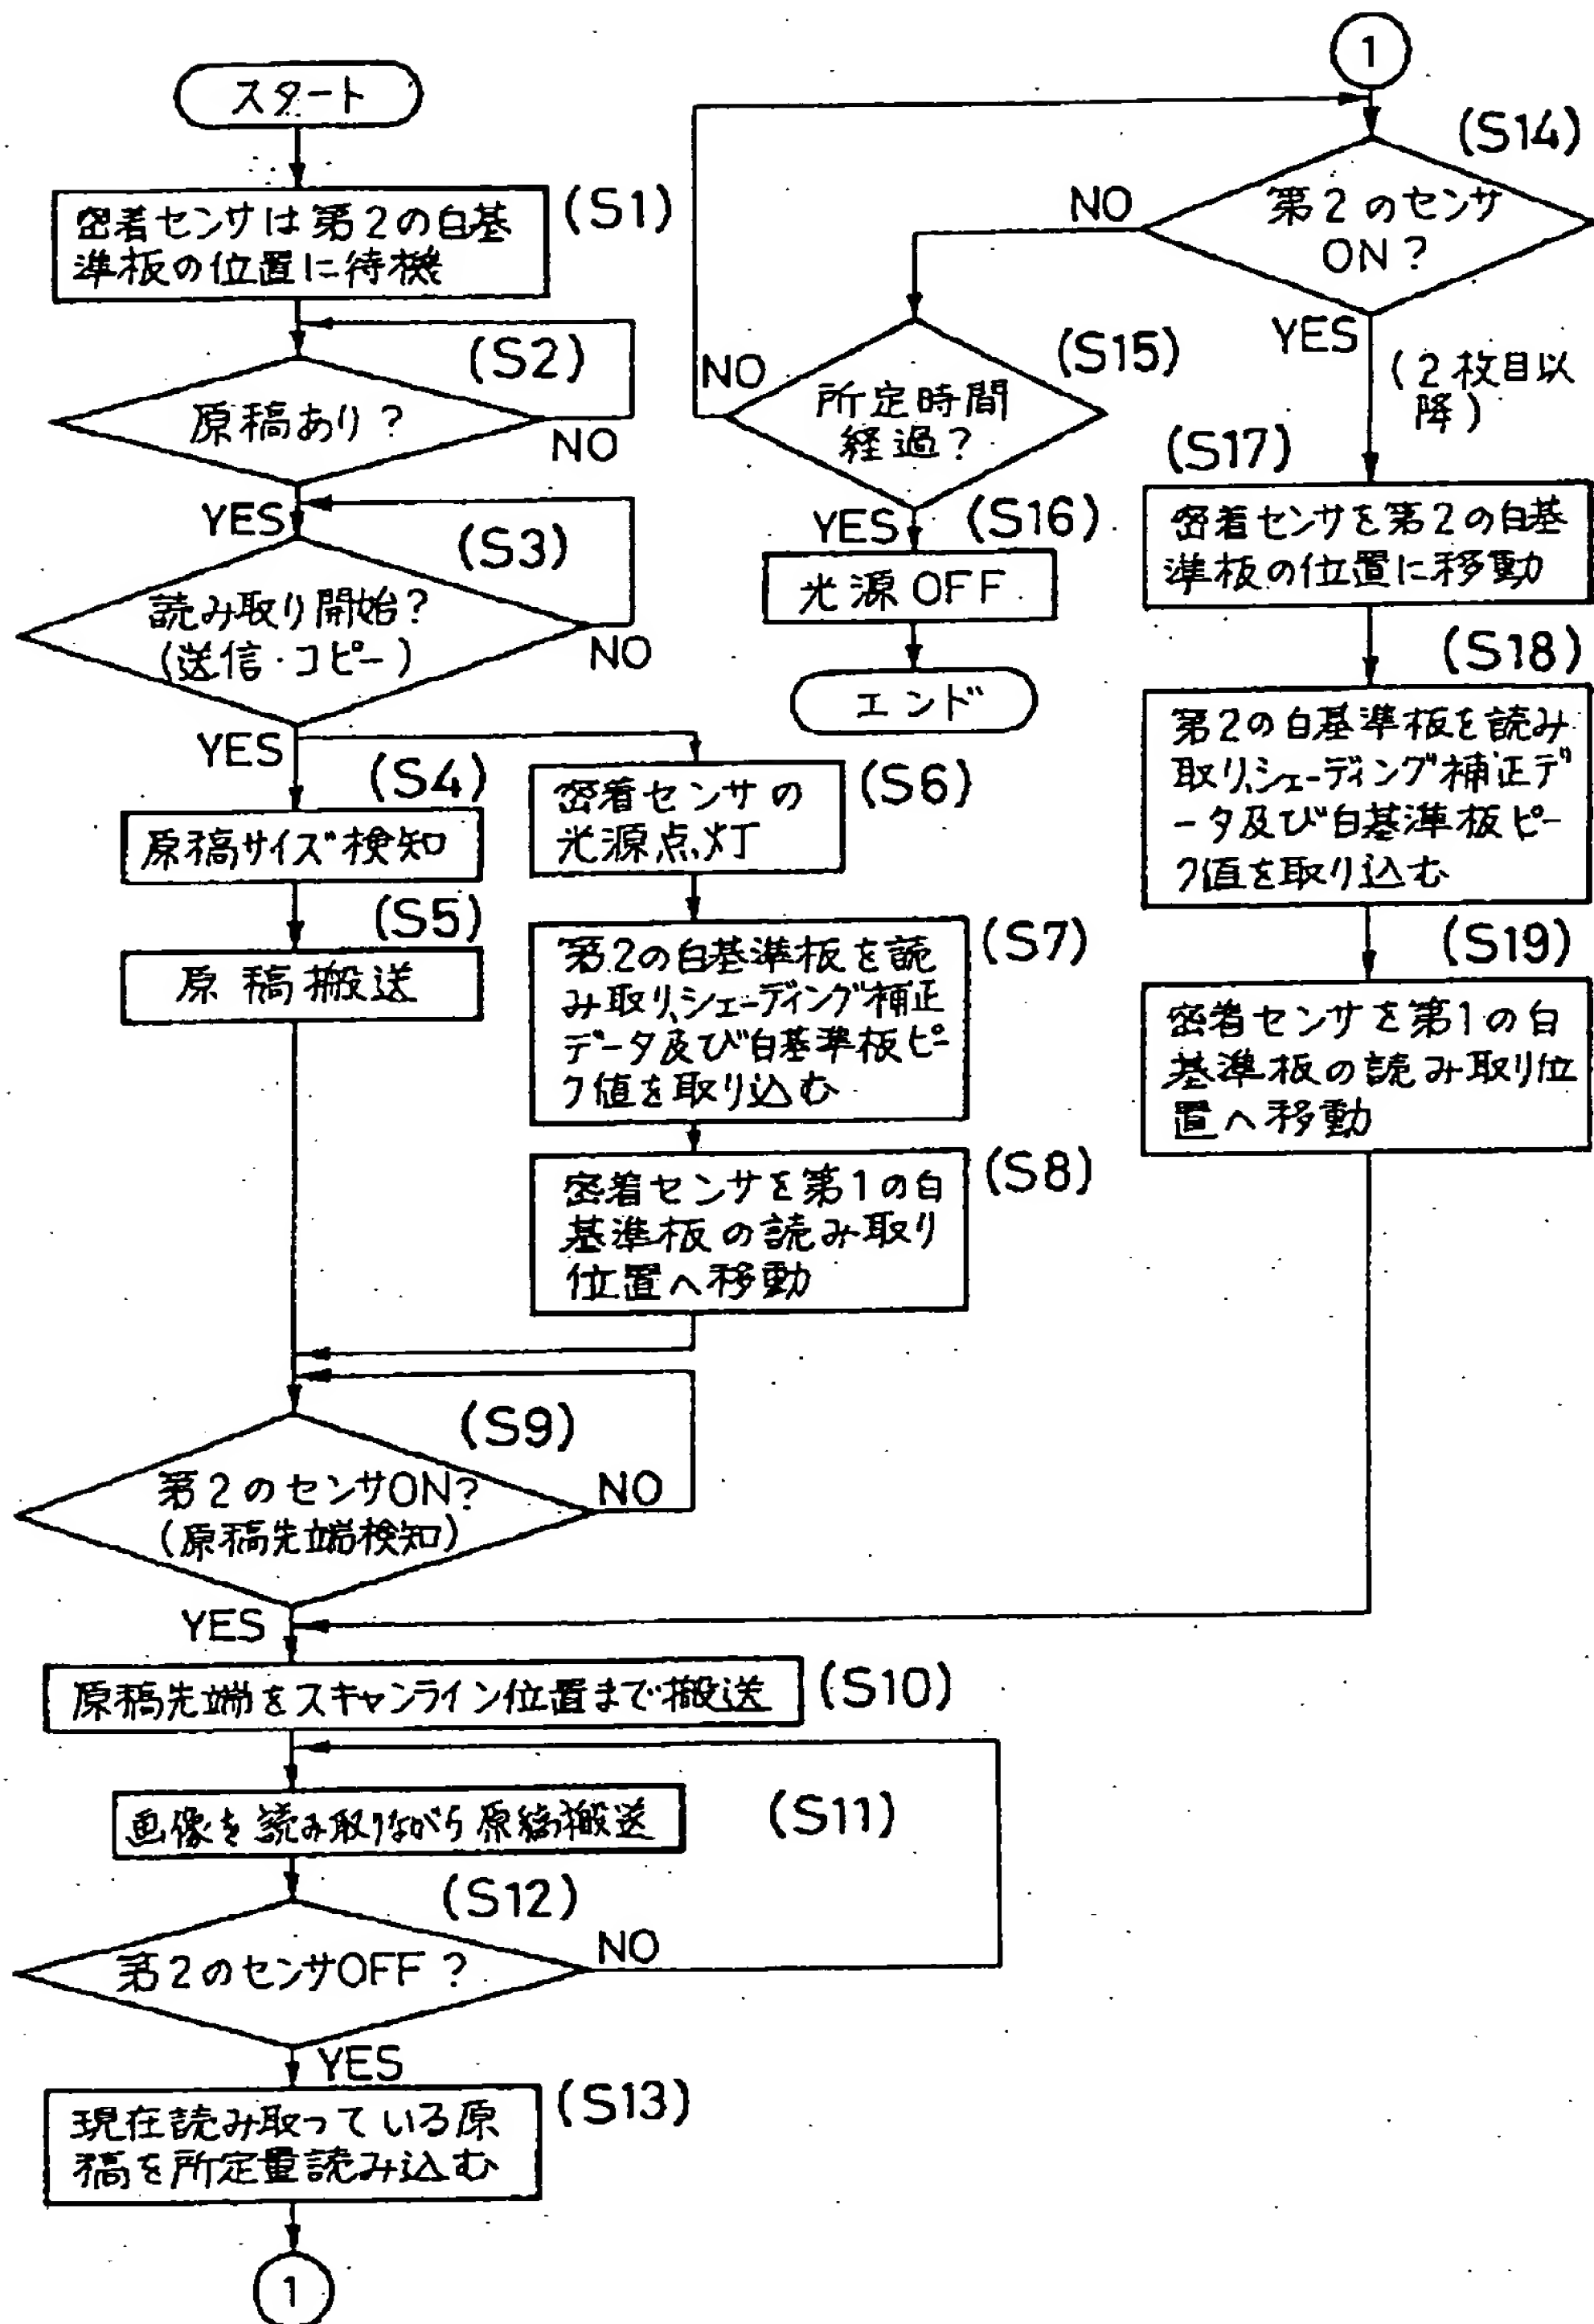 スタート
密着センサは第2の白基
準板の位置に待機
(S1)
(S2)
原稿あり?
NO
YES
(S3)
読み取り開始?
(送信・コピー)
NO
YES
(S4)
原稿サイズ検知
(S5)
原稿搬送
(S6)
密着センサの
光源点灯
(S7)
第2の白基準板を読
み取り、シェーディング補正
データ及び白基準板ピー
ク値を取り込む
(S8)
密着センサを第1の白
基準板の読み取り
位置へ移動
(S9)
第2のセンサON?
(原稿先端検知)
NO
YES
原稿先端をスキャンライン位置まで搬送
(S10)
画像を読み取りながら原稿搬送
(S11)
(S12)
第2のセンサOFF?
NO
YES
現在読み取っている原
稿を所定量読み込む
(S13)
1
1
(S14)
第2のセンサ
ON?
NO
YES
(2枚目以
降)
(S15)
所定時間
経過?
NO
YES
(S16)
光源OFF
エンド
(S17)
密着センサを第2の白基
準板の位置に移動
(S18)
第2の白基準板を読み
取り、シェーディング補正デ
ータ及び白基準板ピー
ク値を取り込む
(S19)
密着センサを第1の白
基準板の読み取り位
置へ移動